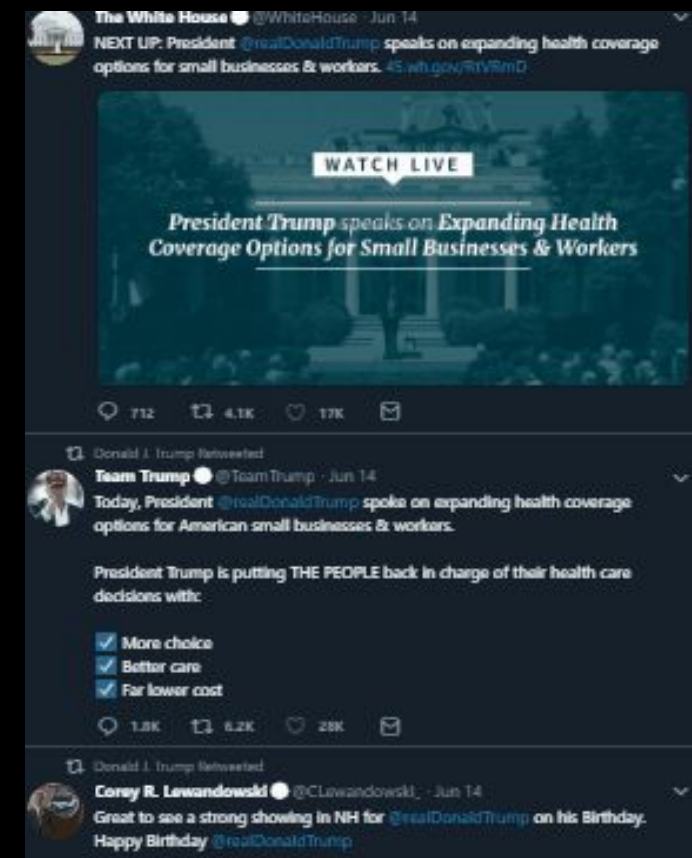 The White House @WhiteHouse · Jun 14
NEXT UP: President @realDonaldTrump speaks on expanding health coverage
options for small businesses & workers. 45.wh.gov/RtVRmD
WATCH LIVE
President Trump speaks on Expanding Health
Coverage Options for Small Businesses & Workers
712 4.1K 17K
Donald J. Trump Retweeted
Team Trump @TeamTrump · Jun 14
Today, President @realDonaldTrump spoke on expanding health coverage
options for American small businesses & workers.
President Trump is putting THE PEOPLE back in charge of their health care
decisions with:
More choice
Better care
Far lower cost
1.8K 6.2K 28K
Donald J. Trump Retweeted
Corey R. Lewandowski @CLewandowski_ · Jun 14
Great to see a strong showing in NH for @realDonaldTrump on his Birthday.
Happy Birthday @realDonaldTrump